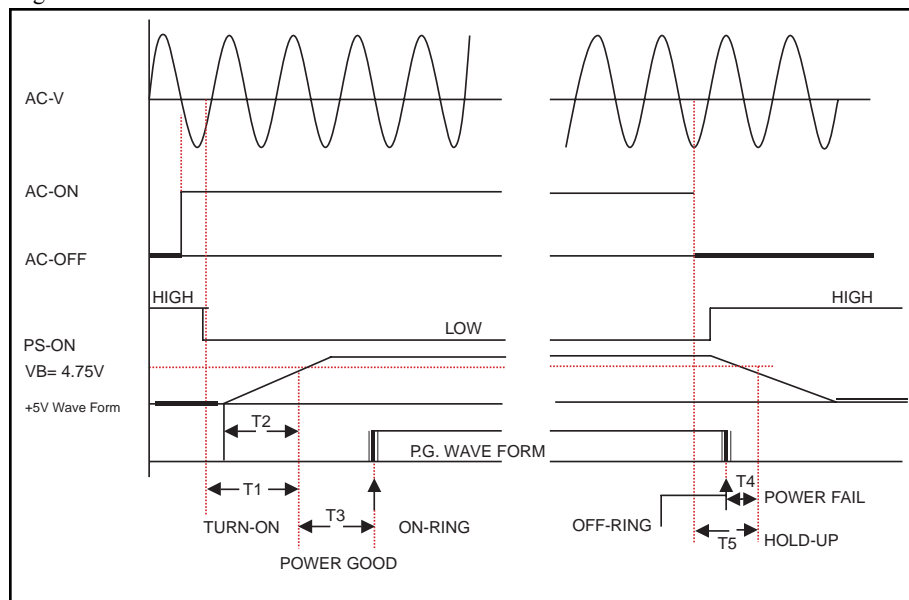 AC-V
AC-ON
AC-OFF
HIGH
HIGH
LOW
PS-ON
VB= 4.75V
+5V Wave Form
T2
P.G. WAVE FORM
T1
T3
T4
POWER FAIL
TURN-ON
ON-RING
OFF-RING
T5
HOLD-UP
POWER GOOD